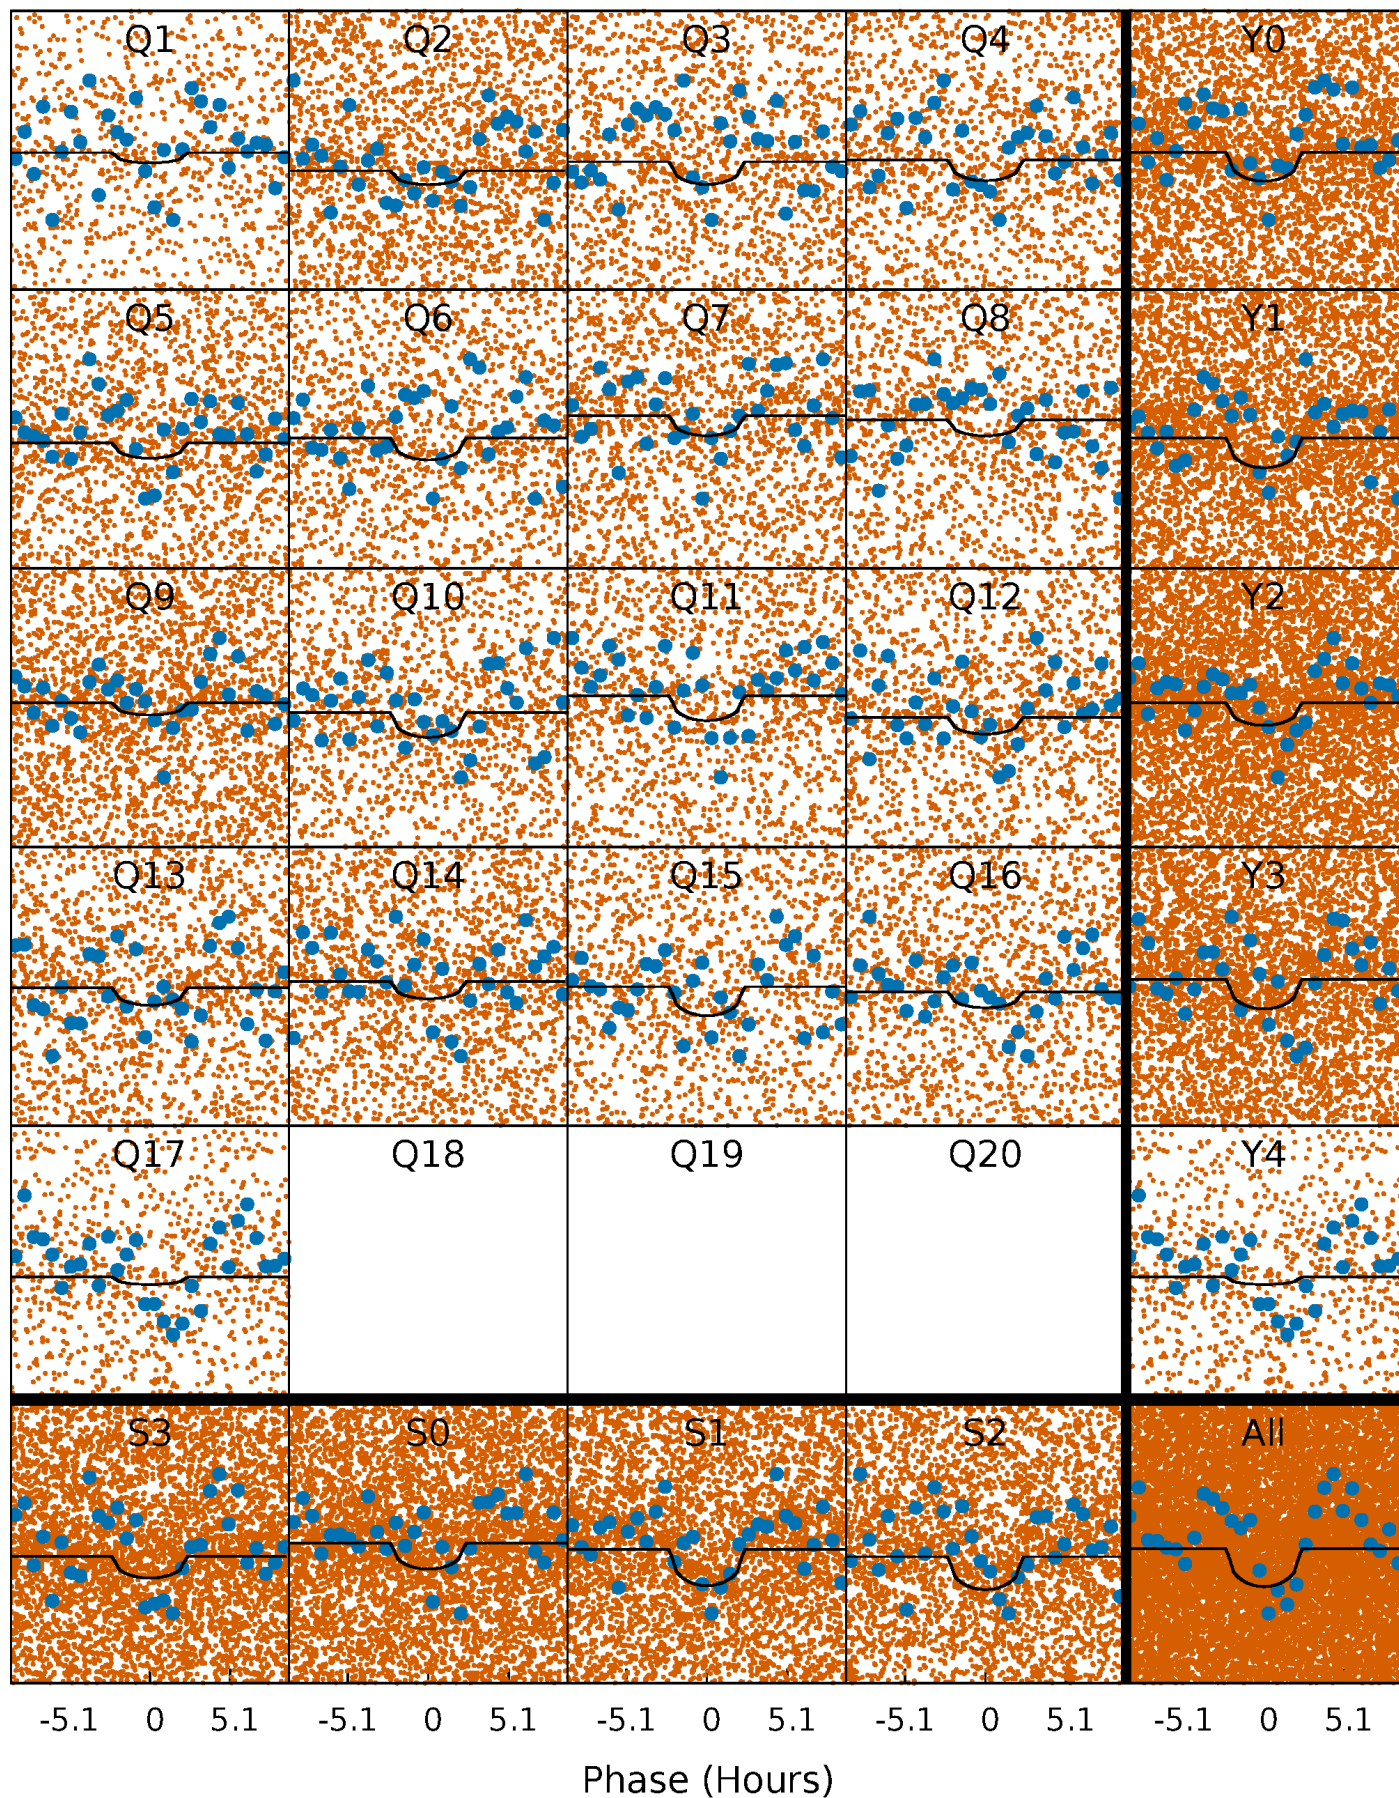 Q1 Q2 Q3 Q4 Y0
Q5 Q6 Q7 Q8 Y1
Q9 Q10 Q11 Q12 Y2
Q13 Q14 Q15 Q16 Y3
Q17 Q18 Q19 Q20 Y4
S3 S0 S1 S2 All
-5.1 0 5.1 -5.1 0 5.1 -5.1 0 5.1 -5.1 0 5.1 -5.1 0 5.1
Phase (Hours)